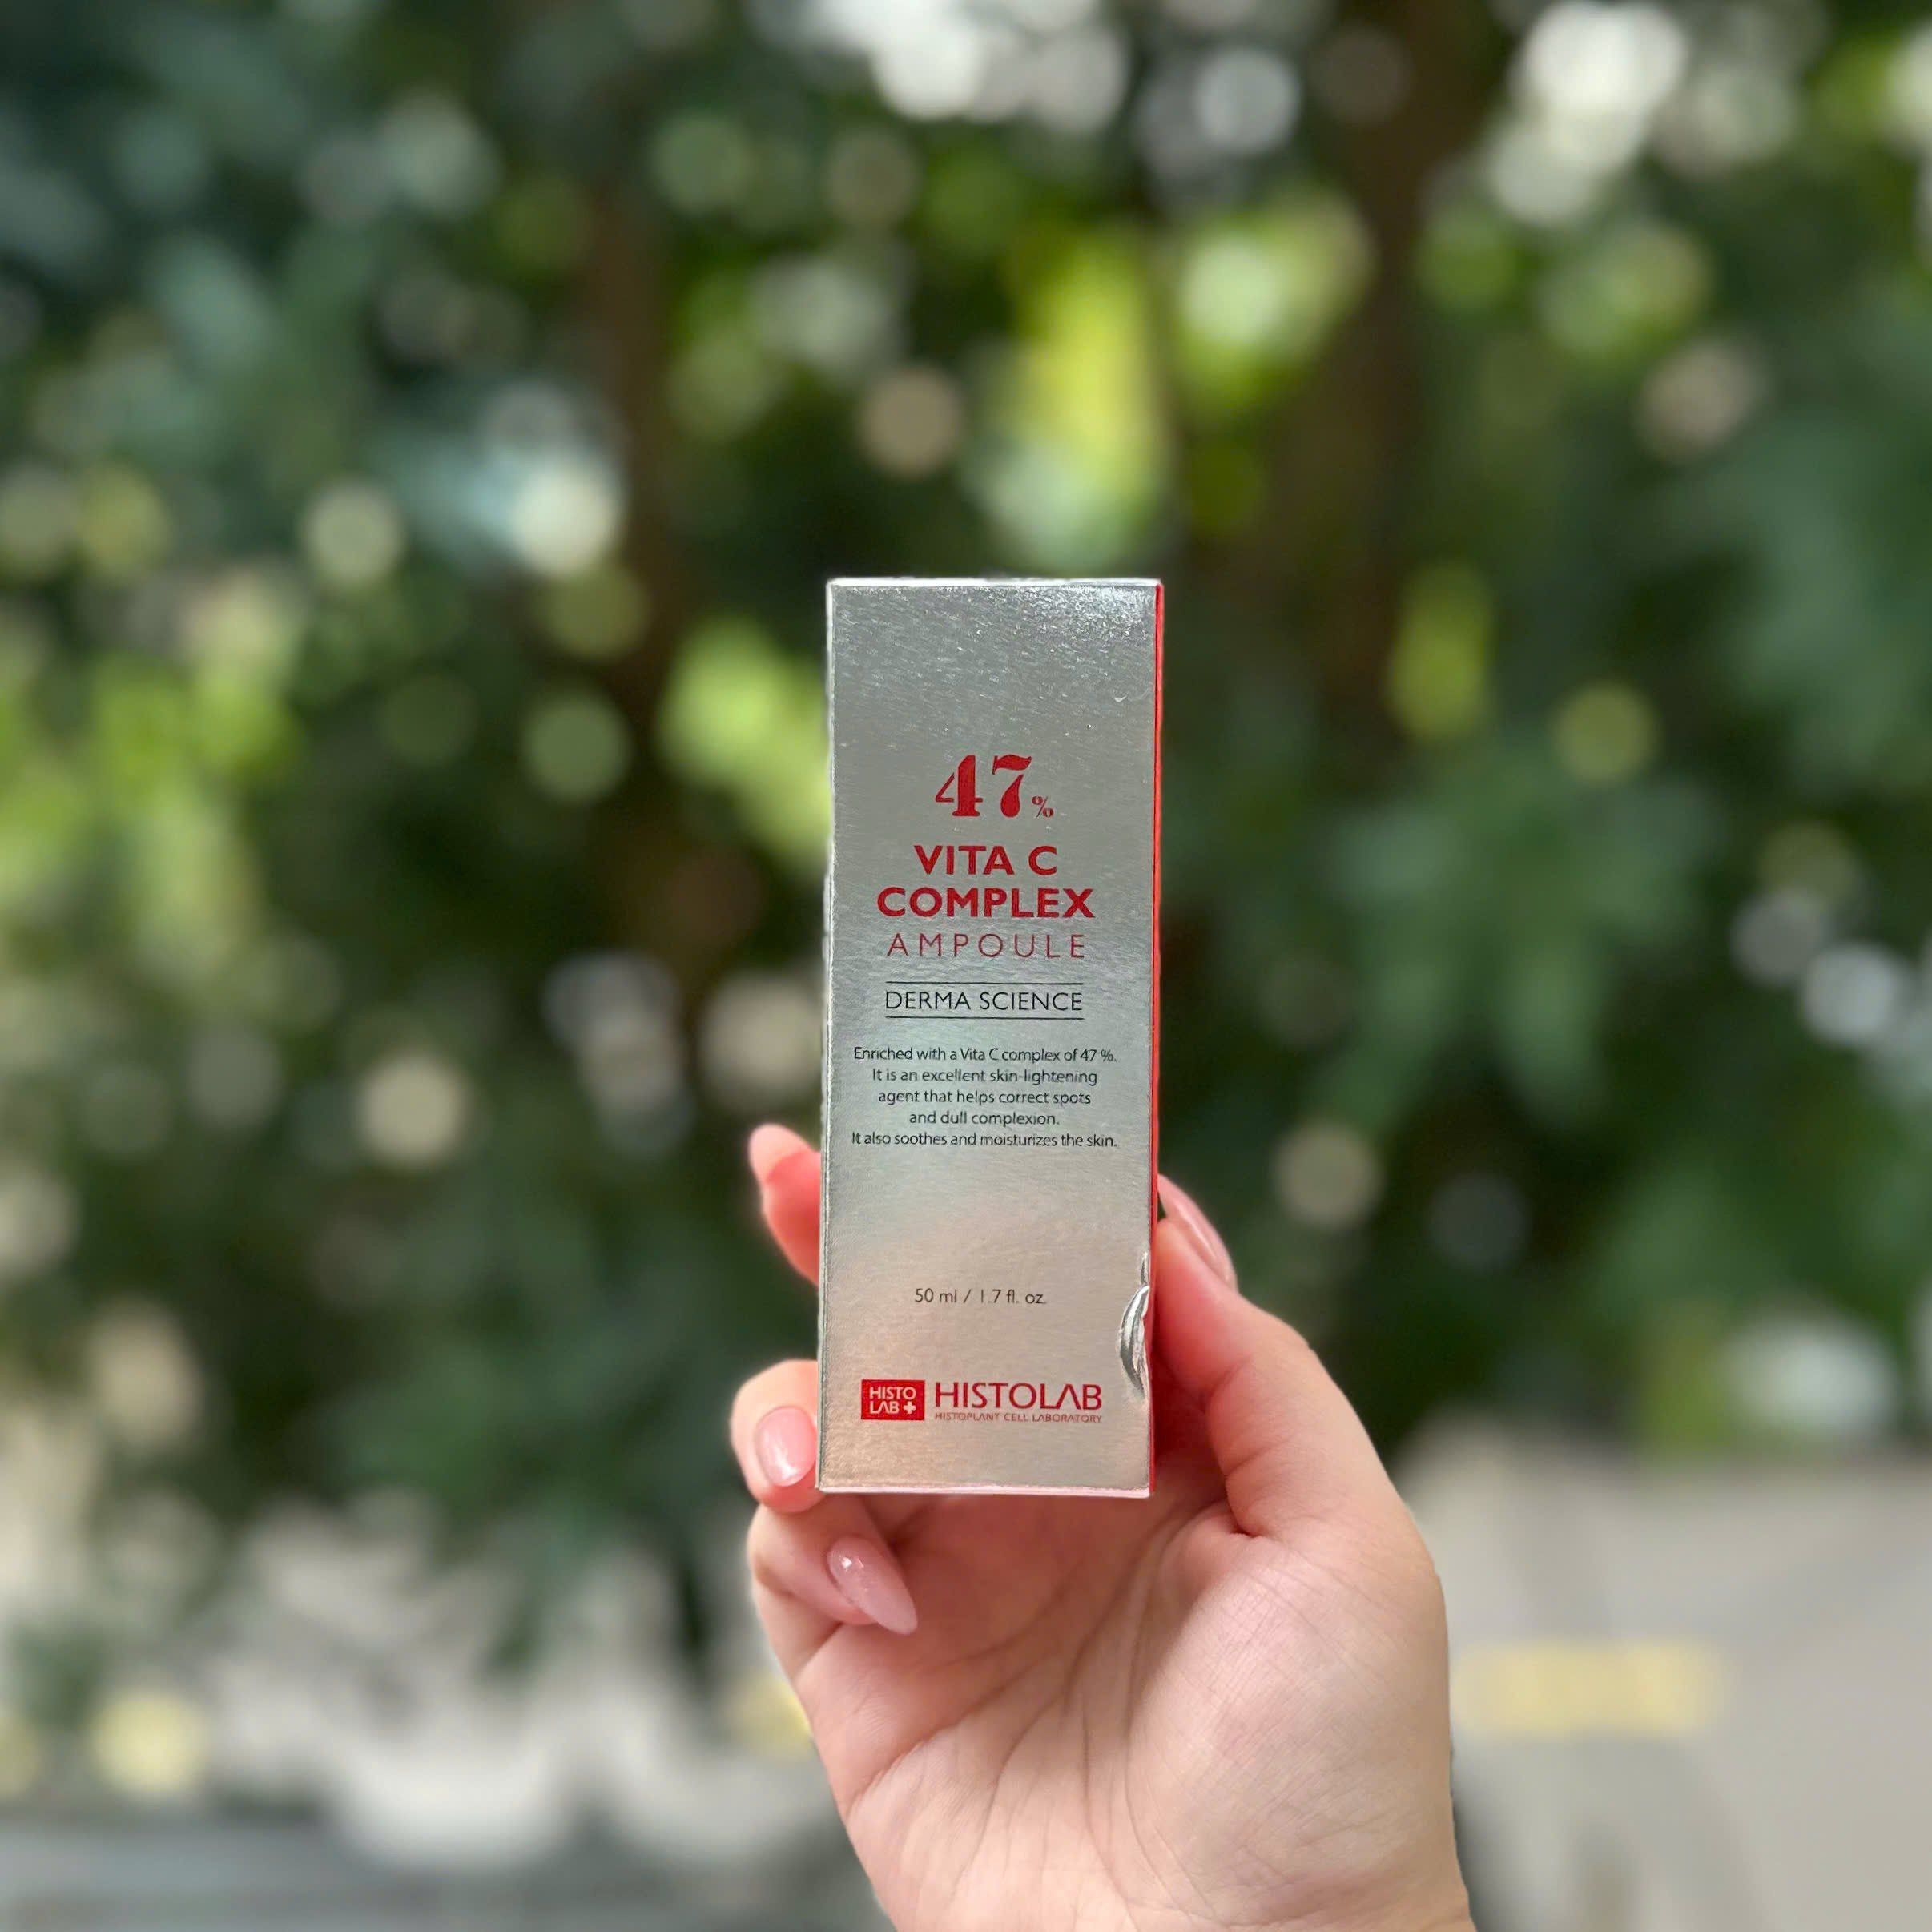 47%
VITA C
COMPLEX
AMPOULE
DERMA SCIENCE
Enriched with a Vita C complex of 47 %.
It is an excellent skin-lightening
agent that helps correct spots
and dull complexion.
It also soothes and moisturizes the skin.
50 ml / 1.7 fl. oz.
HISTO
LAB+
HISTOLAB
HISTOPLANT CELL LABORATORY